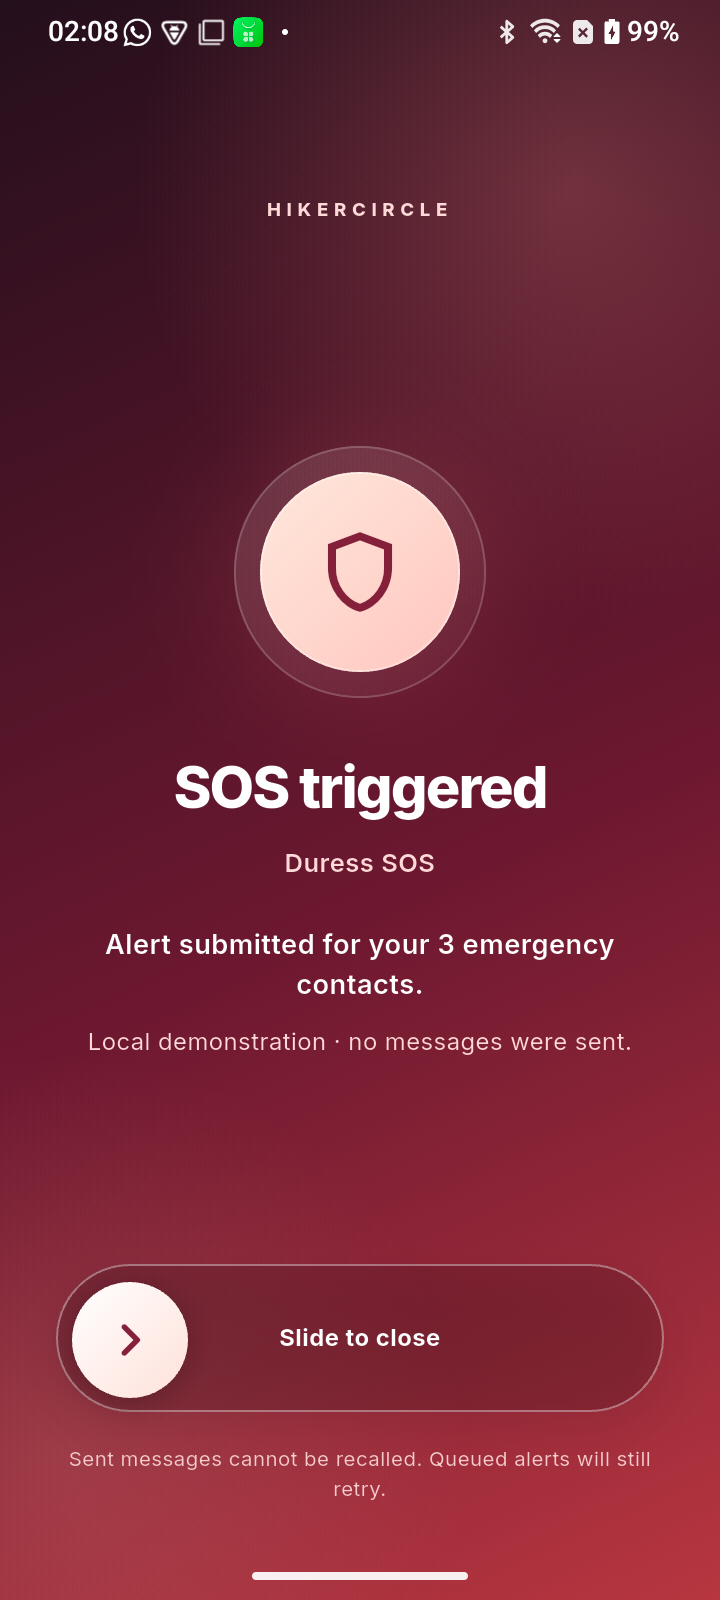 02:08
99%
HIKERCIRCLE
SOS triggered
Duress SOS
Alert submitted for your 3 emergency
contacts.
Local demonstration · no messages were sent.
Slide to close
Sent messages cannot be recalled. Queued alerts will still
retry.